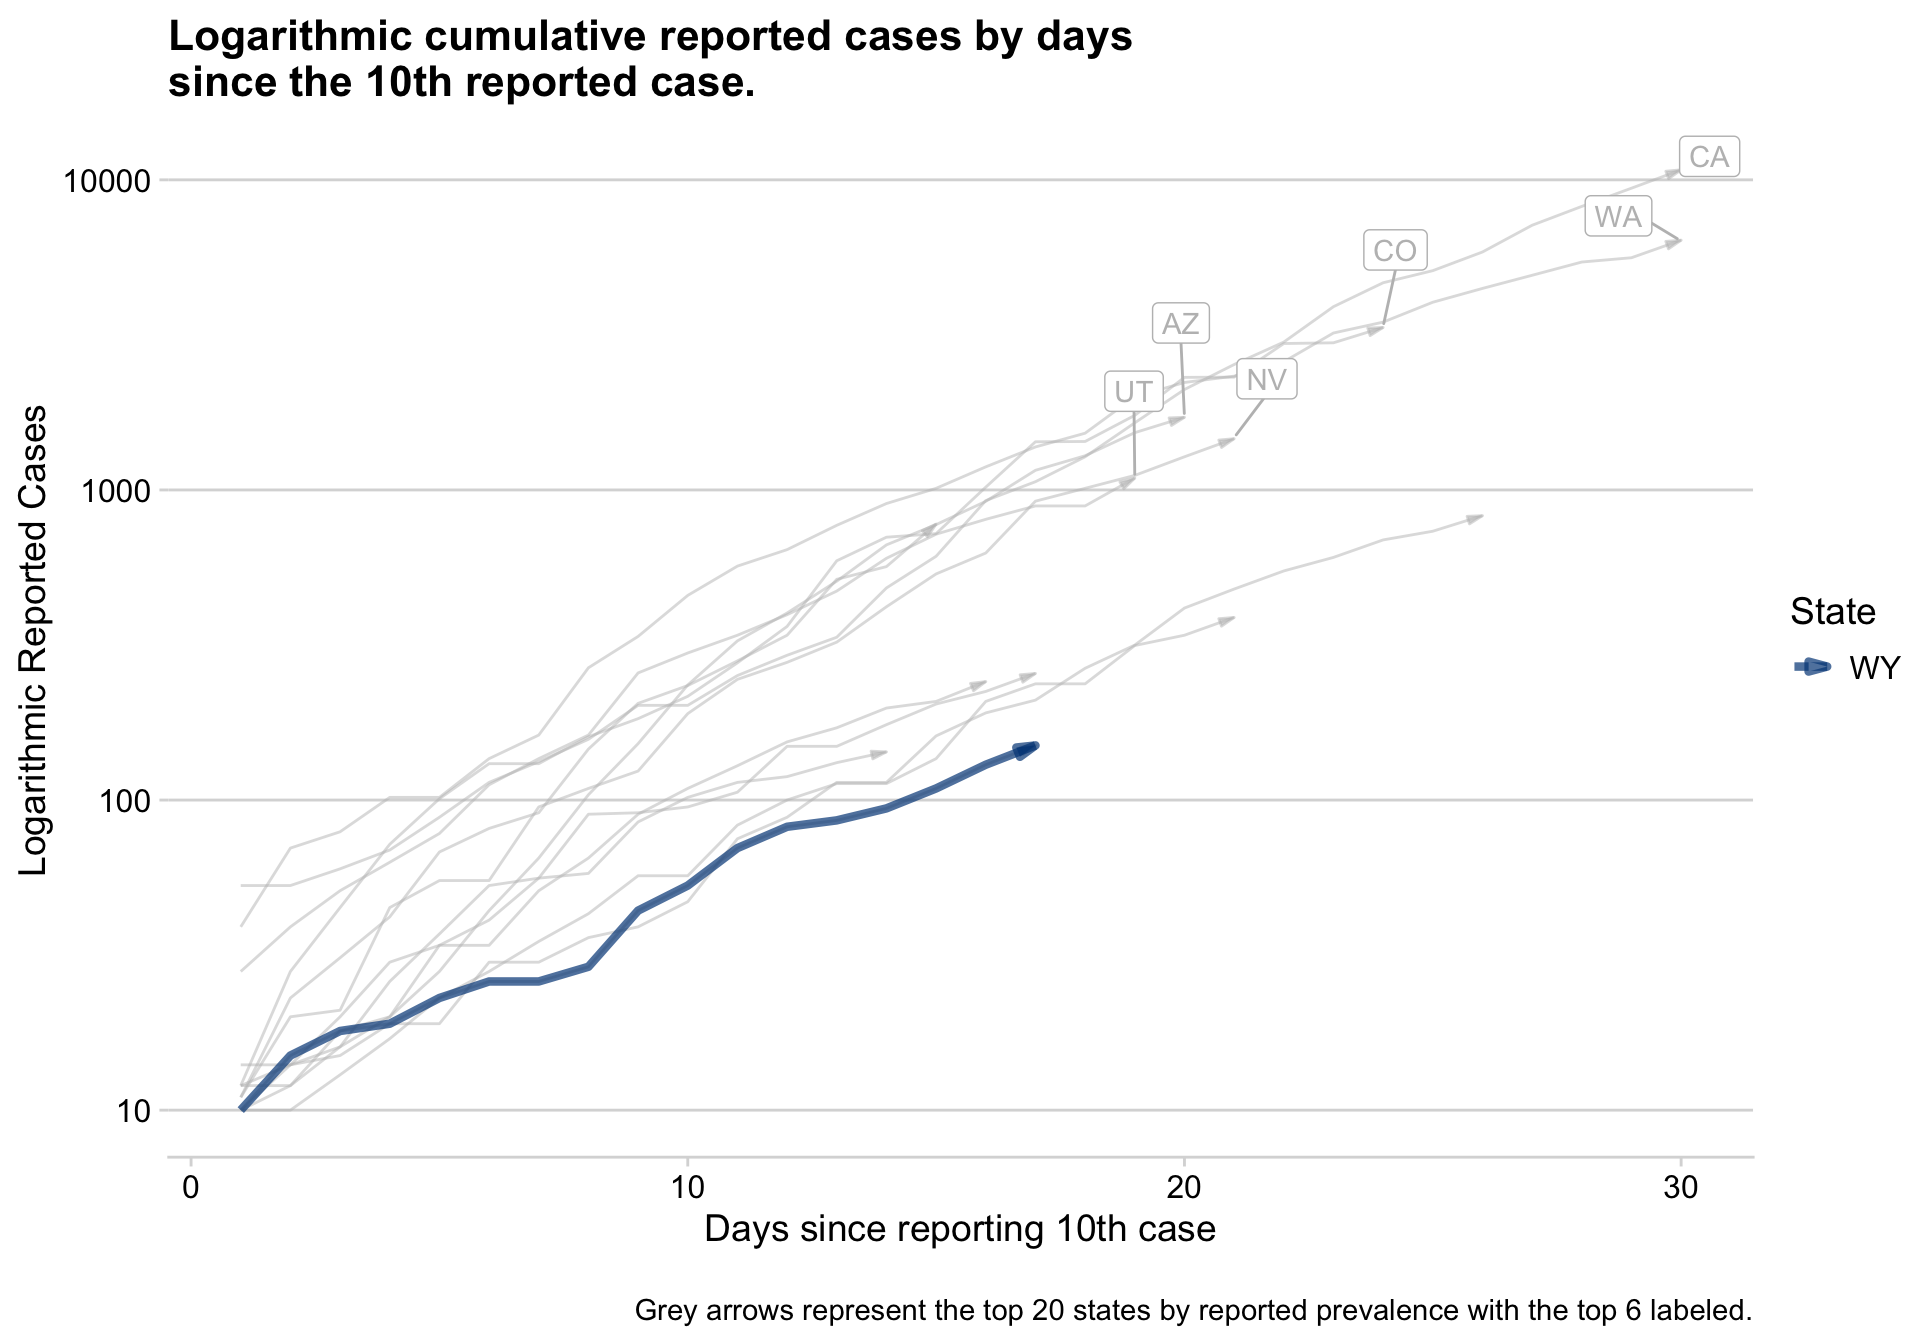 Logarithmic cumulative reported cases by days
since the 10th reported case.
10000
1000
100
10
Logarithmic Reported Cases
CA
WA
CO
AZ
NV
UT
State
WY
0
10
20
30
Days since reporting 10th case
Grey arrows represent the top 20 states by reported prevalence with the top 6 labeled.